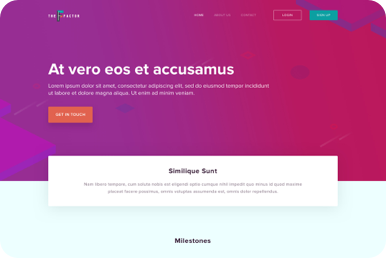 THE FACTOR
HOME
ABOUT US
CONTACT
LOGIN
SIGN UP
At vero eos et accusamus
Lorem ipsum dolor sit amet, consectetur adipiscing elit, sed do eiusmod tempor incididunt
ut labore et dolore magna aliqua. Ut enim ad minim veniam.
GET IN TOUCH
Similique Sunt
Nam libero tempore, cum soluta nobis est eligendi optio cumque nihil impedit quo minus id quod maxime
placeat facere possimus, omnis voluptas assumenda est, omnis dolor repellendus.
Milestones